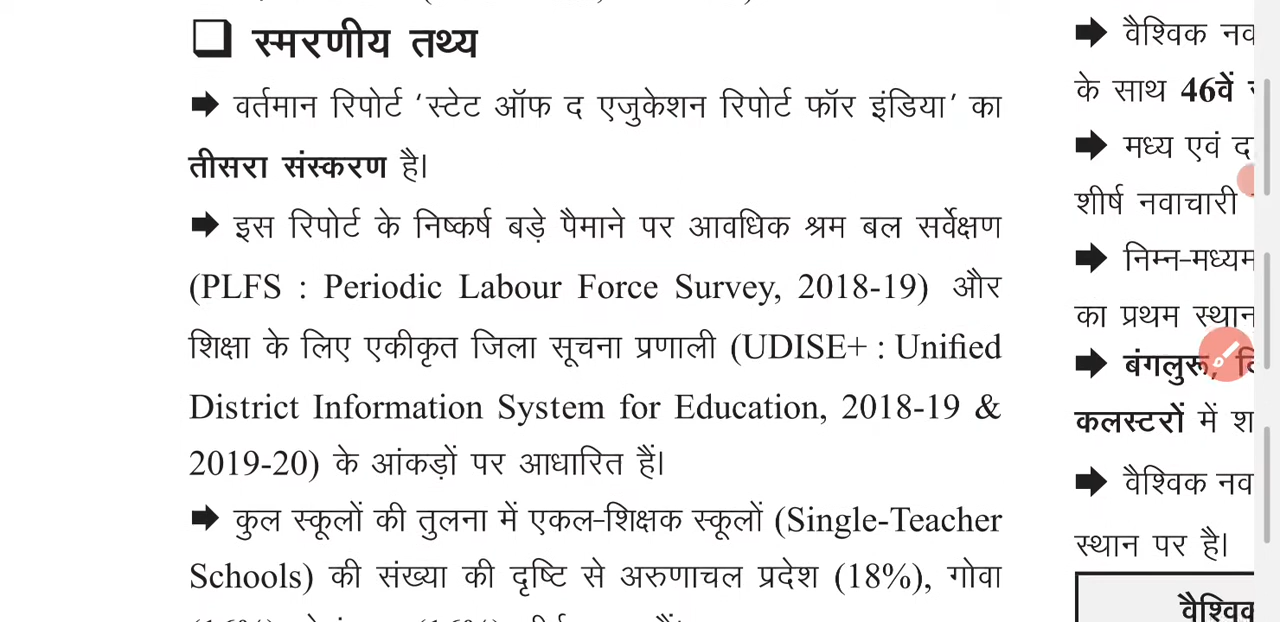 ❑ स्मरणीय तथ्य
➡ वर्तमान रिपोर्ट ‘स्टेट ऑफ द एजुकेशन रिपोर्ट फॉर इंडिया’ का
तीसरा संस्करण है।
➡ इस रिपोर्ट के निष्कर्ष बड़े पैमाने पर आवधिक श्रम बल सर्वेक्षण
(PLFS : Periodic Labour Force Survey, 2018-19) और
शिक्षा के लिए एकीकृत जिला सूचना प्रणाली (UDISE+ : Unified
District Information System for Education, 2018-19 &
2019-20) के आंकड़ों पर आधारित हैं।
➡ कुल स्कूलों की तुलना में एकल-शिक्षक स्कूलों (Single-Teacher
Schools) की संख्या की दृष्टि से अरुणाचल प्रदेश (18%), गोवा
➡ वैश्विक नव
के साथ 46वें
➡ मध्य एवं द
शीर्ष नवाचारी
➡ निम्न-मध्यम
का प्रथम स्थान
➡ बंगलुरू,
कलस्टरों में श
➡ वैश्विक नव
स्थान पर है।
वैश्विक